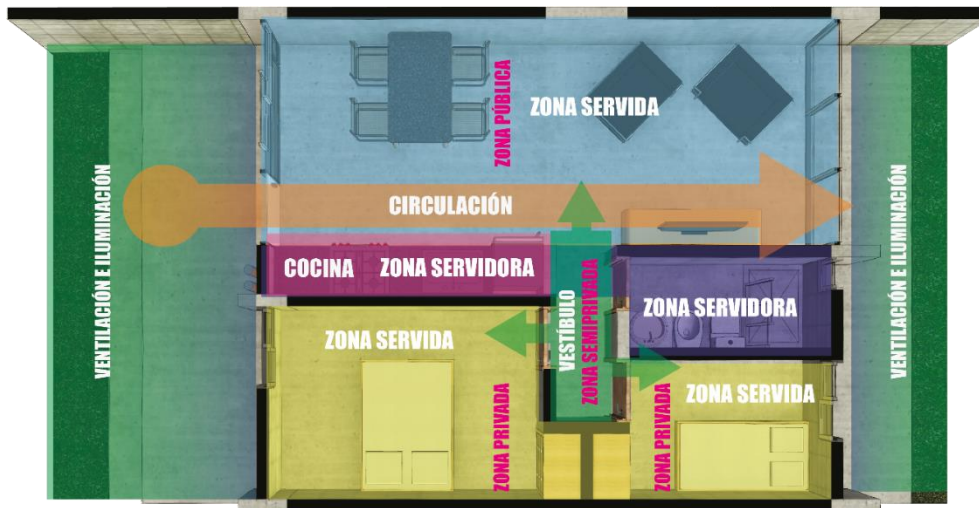 ZONA PÚBLICA
ZONA SERVIDA
CIRCULACIÓN
VENTILACIÓN E ILUMINACIÓN
COCINA
ZONA SERVIDORA
VESTÍBULO
ZONA SEMIPRIVADA
ZONA SERVIDORA
VENTILACIÓN E ILUMINACIÓN
ZONA SERVIDA
ZONA PRIVADA
ZONA PRIVADA
ZONA SERVIDA